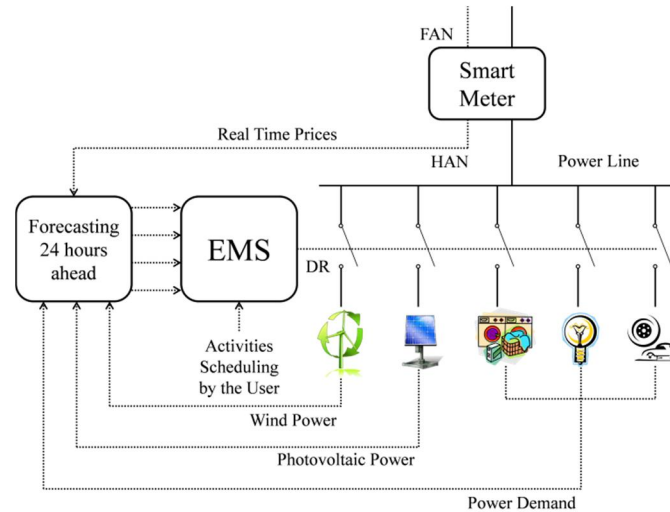 FAN
Smart
Meter
Real Time Prices
HAN
Power Line
Forecasting
24 hours
ahead
EMS
DR
Activities
Scheduling
by the User
Wind Power
Photovoltaic Power
Power Demand